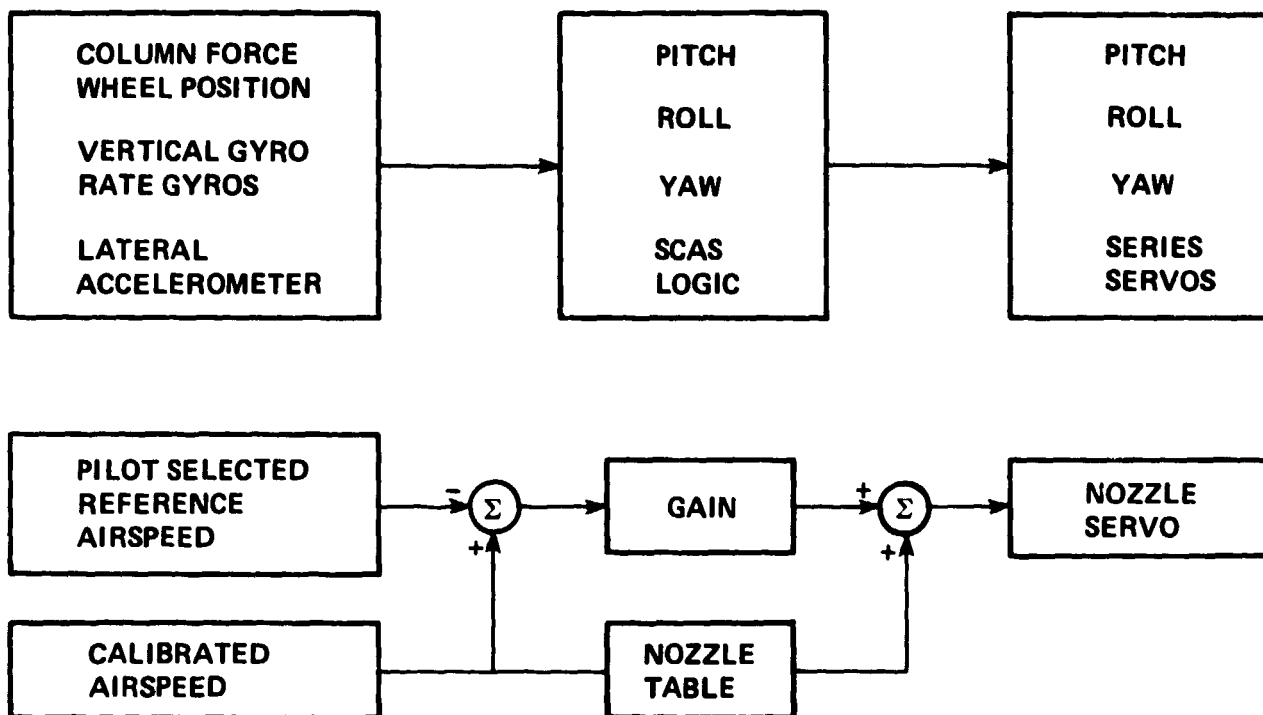 COLUMN FORCE
WHEEL POSITION
VERTICAL GYRO
RATE GYROS
LATERAL
ACCELEROMETER
PITCH
ROLL
YAW
SCAS
LOGIC
PITCH
ROLL
YAW
SERIES
SERVOS
PILOT SELECTED
REFERENCE
AIRSPEED
-
Σ
+
GAIN
+
Σ
+
NOZZLE
SERVO
CALIBRATED
AIRSPEED
NOZZLE
TABLE